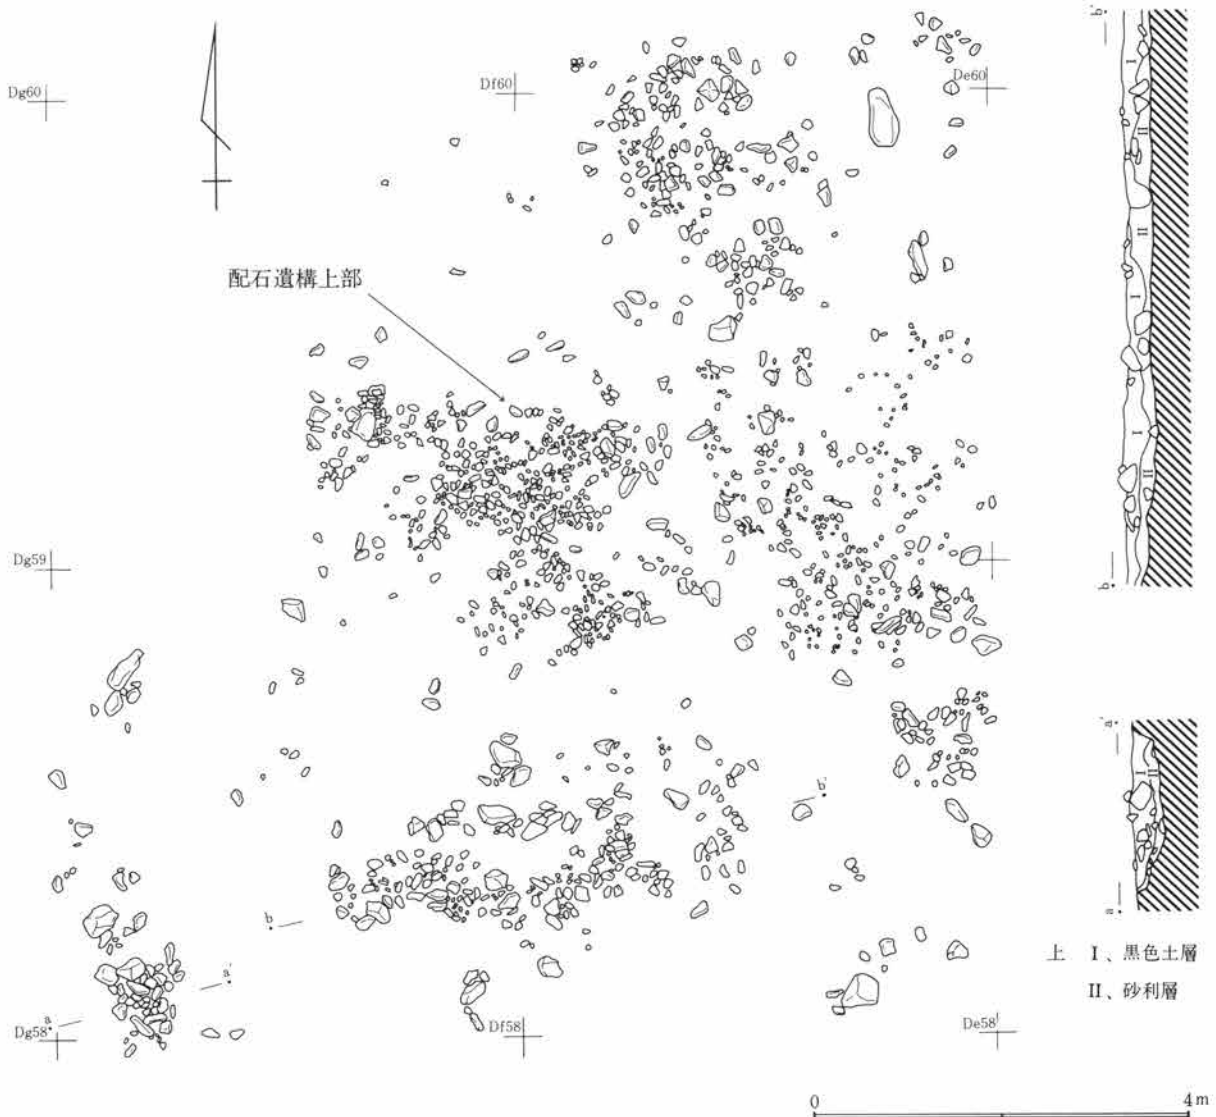 Dg60
Df60
De60
配石遺構上部
Dg59
Dg58
Df58
De58
a
a'
b
b'
b'
I
II
II
I
I
II
b
a'
I
II
a
上 I、黒色土層
II、砂利層
0 4m